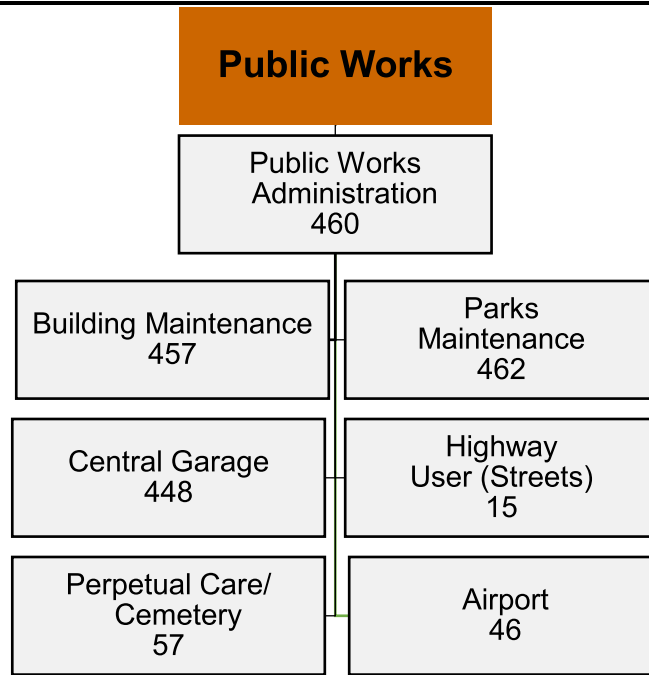 Public Works
Public Works
Administration
460
Building Maintenance
457
Parks
Maintenance
462
Central Garage
448
Highway
User (Streets)
15
Perpetual Care/
Cemetery
57
Airport
46